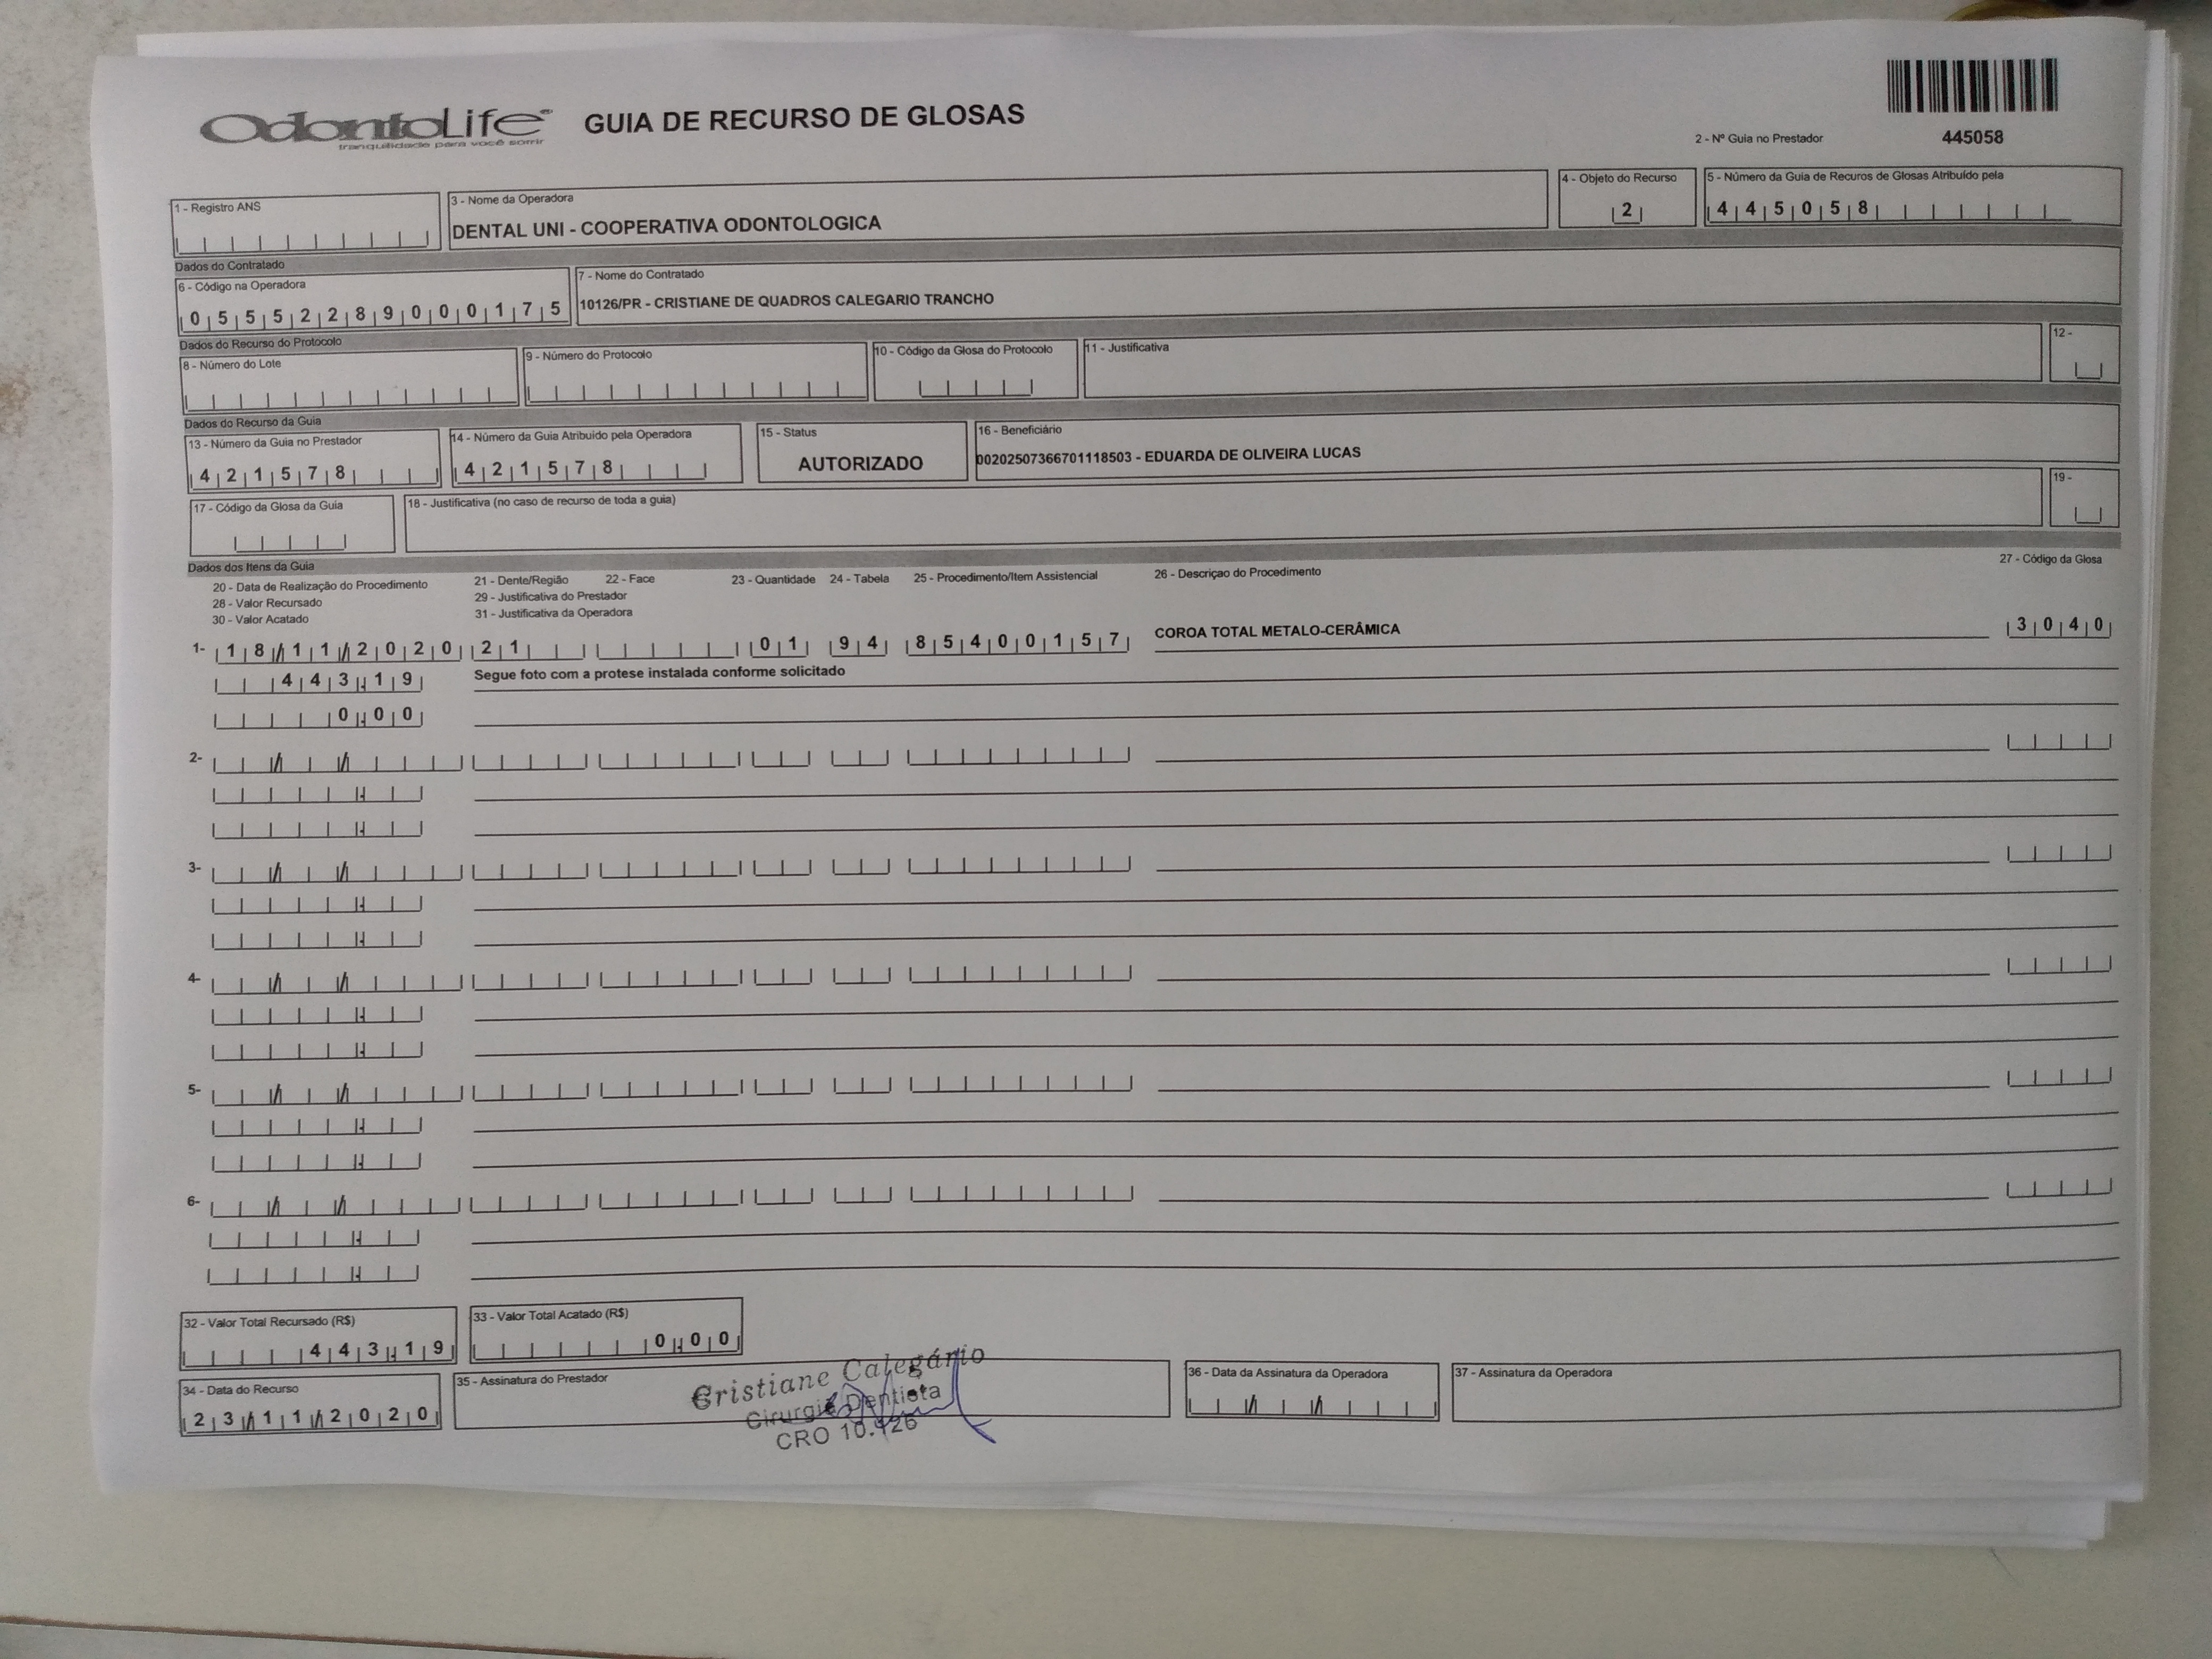 OdontoLife
tranquilidade para você sorrir
GUIA DE RECURSO DE GLOSAS
2 - Nº Guia no Prestador
445058
1 - Registro ANS
3 - Nome da Operadora
DENTAL UNI - COOPERATIVA ODONTOLOGICA
4 - Objeto do Recurso
2
5 - Número da Guia de Recuros de Glosas Atribuído pela
445058
Dados do Contratado
6 - Código na Operadora
05552289000175
7 - Nome do Contratado
10126/PR - CRISTIANE DE QUADROS CALEGARIO TRANCHO
Dados do Recurso do Protocolo
8 - Número do Lote
9 - Número do Protocolo
10 - Código da Glosa do Protocolo
11 - Justificativa
12 -
Dados do Recurso da Guia
13 - Número da Guia no Prestador
421578
14 - Número da Guia Atribuido pela Operadora
421578
15 - Status
AUTORIZADO
16 - Beneficiário
00202507366701118503 - EDUARDA DE OLIVEIRA LUCAS
17 - Código da Glosa da Guia
18 - Justificativa (no caso de recurso de toda a guia)
19 -
Dados dos Itens da Guia
20 - Data de Realização do Procedimento 21 - Dente/Região 22 - Face 23 - Quantidade 24 - Tabela 25 - Procedimento/Item Assistencial 26 - Descriçao do Procedimento 27 - Código da Glosa
28 - Valor Recursado 29 - Justificativa do Prestador
30 - Valor Acatado 31 - Justificativa da Operadora
1- 18/11/2020 21 01 94 85400157 COROA TOTAL METALO-CERÂMICA 3040
443,19 Segue foto com a protese instalada conforme solicitado
0,00
2-
3-
4-
5-
6-
32 - Valor Total Recursado (R$)
443,19
33 - Valor Total Acatado (R$)
0,00
34 - Data do Recurso
23/11/2020
35 - Assinatura do Prestador
Cristiane Calegário
Cirurgiã Dentista
CRO 10.126
36 - Data da Assinatura da Operadora
37 - Assinatura da Operadora